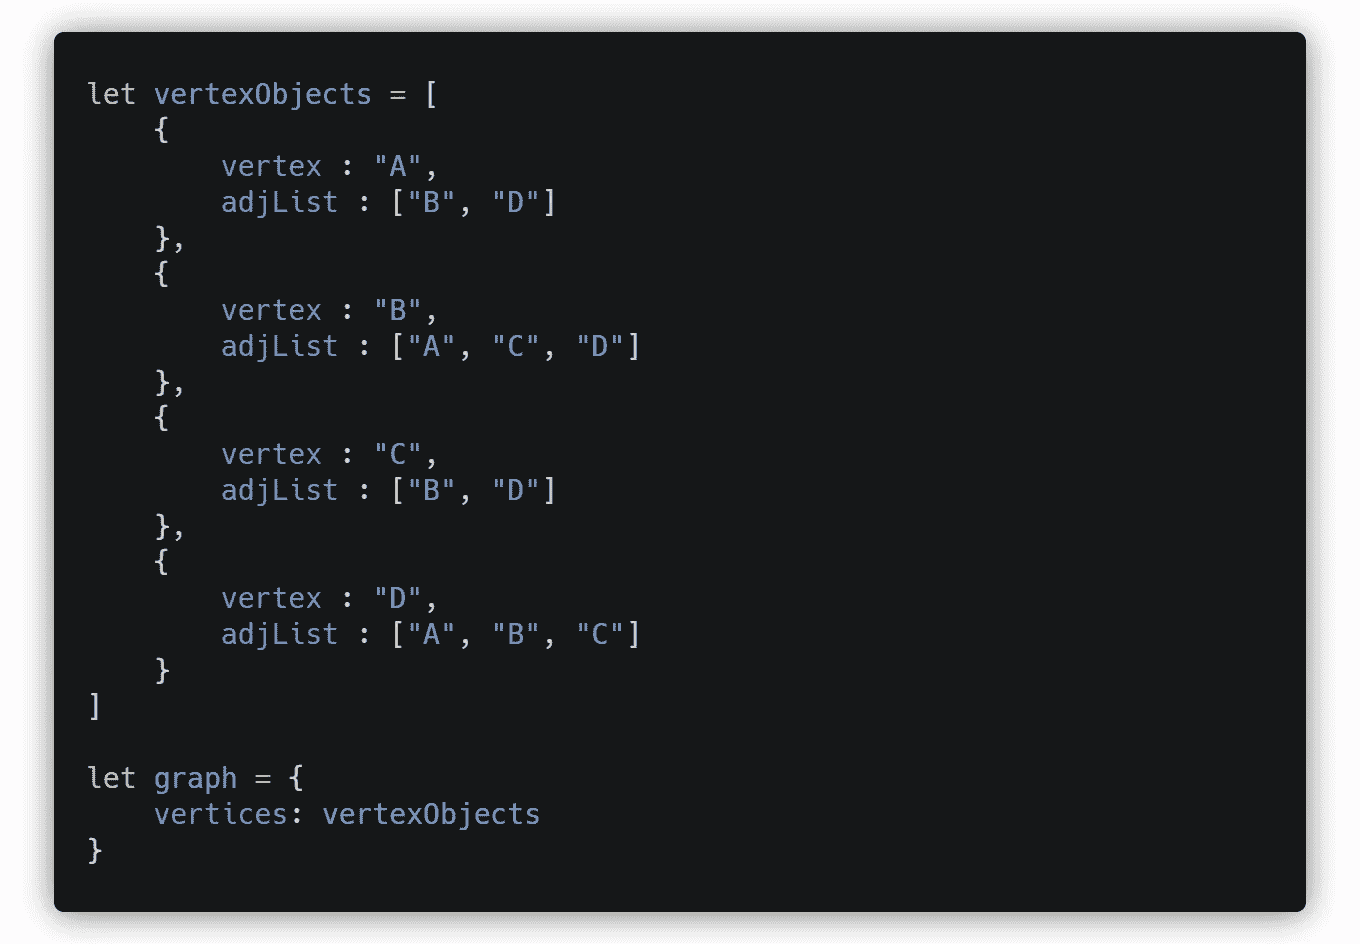 let vertexObjects = [
    {
        vertex : "A",
        adjList : ["B", "D"]
    },
    {
        vertex : "B",
        adjList : ["A", "C", "D"]
    },
    {
        vertex : "C",
        adjList : ["B", "D"]
    },
    {
        vertex : "D",
        adjList : ["A", "B", "C"]
    }
]

let graph = {
    vertices: vertexObjects
}